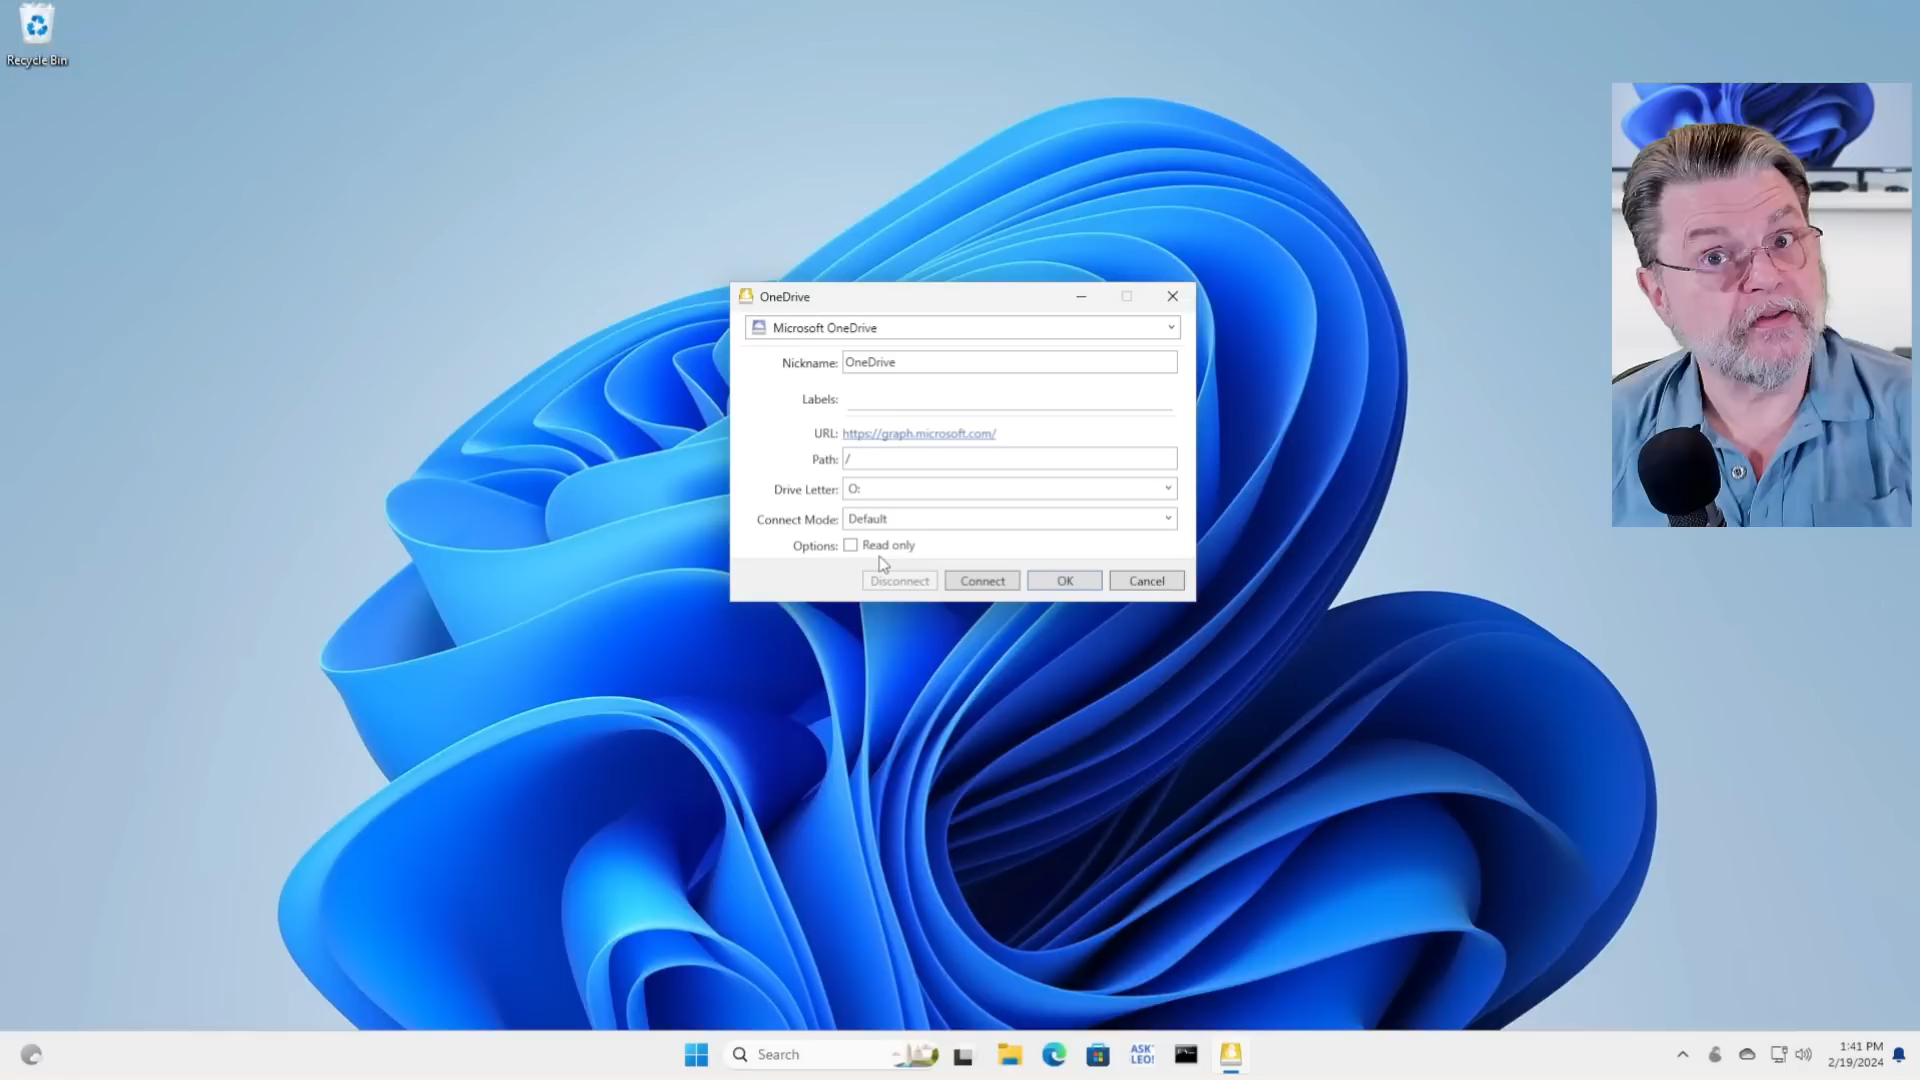 Recycle Bin
OneDrive
Microsoft OneDrive
Nickname: OneDrive
Labels:
URL: https://graph.microsoft.com/
Path: /
Drive Letter: O:
Connect Mode: Default
Options: Read only
Disconnect Connect OK Cancel
Search
ASK LEO!
1:41 PM
2/19/2024